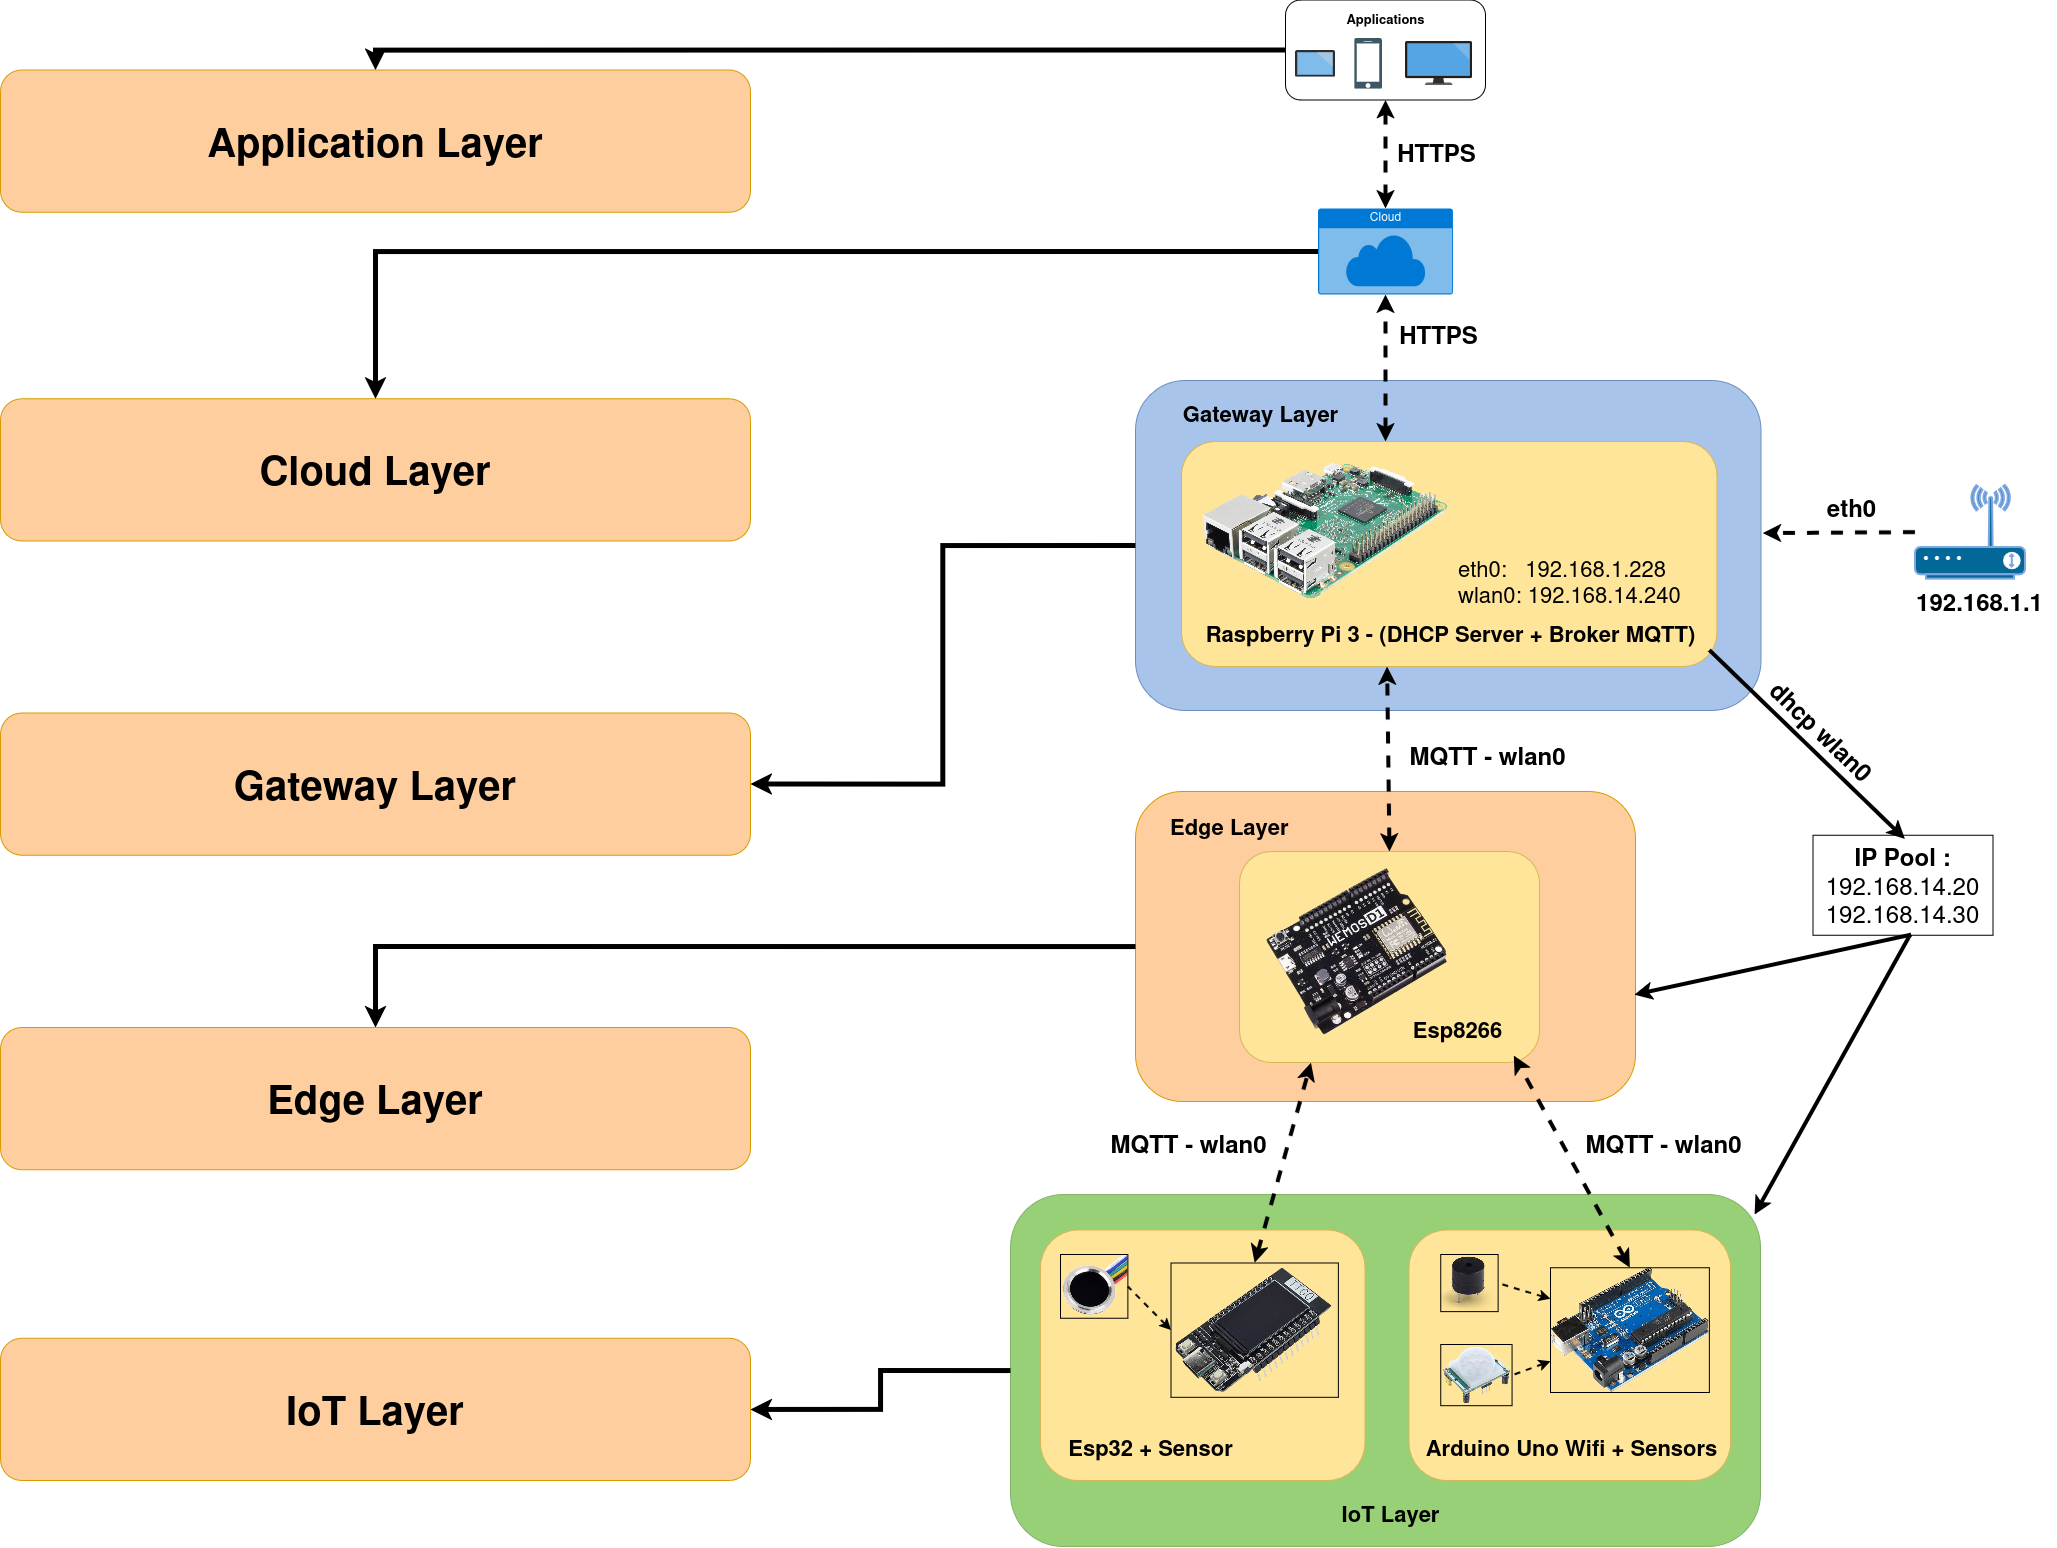 Applications
HTTPS
Application Layer
Cloud
HTTPS
Cloud Layer
Gateway Layer
eth0
192.168.1.1
eth0: 192.168.1.228
wlan0: 192.168.14.240
Raspberry Pi 3 - (DHCP Server + Broker MQTT)
dhcp wlan0
Gateway Layer
MQTT - wlan0
Edge Layer
IP Pool :
192.168.14.20
192.168.14.30
WEMOS D1
Esp8266
Edge Layer
MQTT - wlan0
MQTT - wlan0
IoT Layer
Esp32 + Sensor
Arduino Uno Wifi + Sensors
IoT Layer